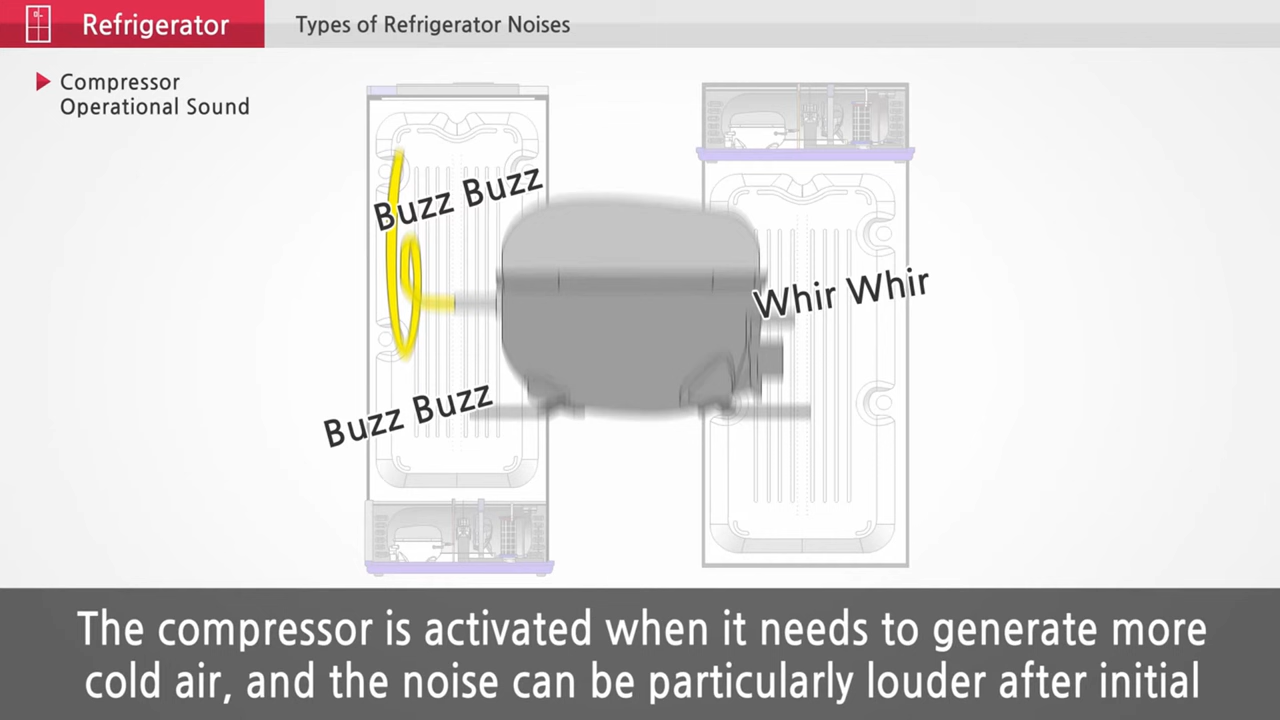 Refrigerator
Types of Refrigerator Noises
Compressor
Operational Sound
Buzz Buzz
Whir Whir
Buzz Buzz
The compressor is activated when it needs to generate more
cold air, and the noise can be particularly louder after initial